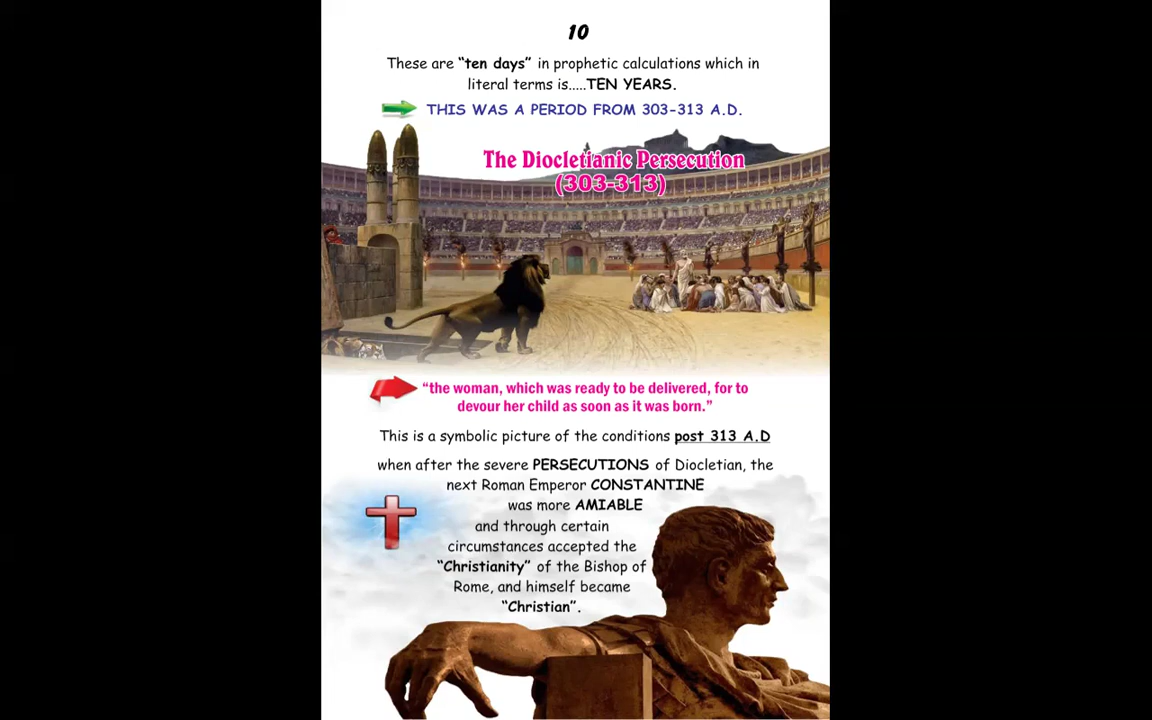 10
These are “ten days” in prophetic calculations which in
literal terms is.....TEN YEARS.
THIS WAS A PERIOD FROM 303-313 A.D.
The Diocletianic Persecution
(303-313)
“the woman, which was ready to be delivered, for to
devour her child as soon as it was born.”
This is a symbolic picture of the conditions post 313 A.D
when after the severe PERSECUTIONS of Diocletian, the
next Roman Emperor CONSTANTINE
was more AMIABLE
and through certain
circumstances accepted the
“Christianity” of the Bishop of
Rome, and himself became
“Christian”.